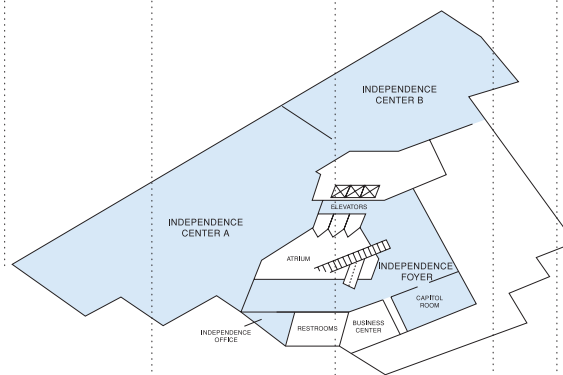 INDEPENDENCE
CENTER B
INDEPENDENCE
CENTER A
ELEVATORS
ATRIUM
INDEPENDENCE
FOYER
CAPITOL
ROOM
INDEPENDENCE
OFFICE
RESTROOMS
BUSINESS
CENTER